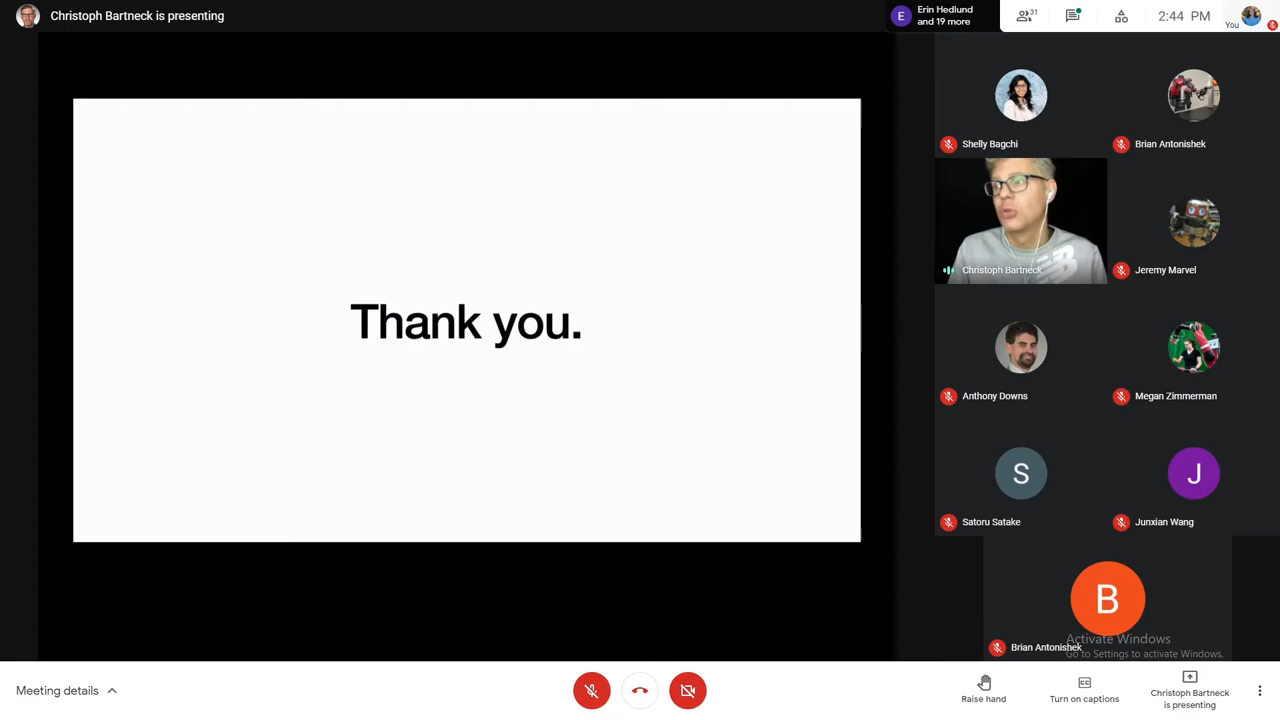 Christoph Bartneck is presenting
Erin Hedlund
and 19 more
31
2:44 PM
You
Shelly Bagchi
Brian Antonishek
Christoph Bartneck
Jeremy Marvel
Thank you.
Anthony Downs
Megan Zimmerman
S
J
Satoru Satake
Junxian Wang
B
Brian Antonishek
Activate Windows
Go to Settings to activate Windows.
Meeting details
Raise hand
Turn on captions
Christoph Bartneck
is presenting